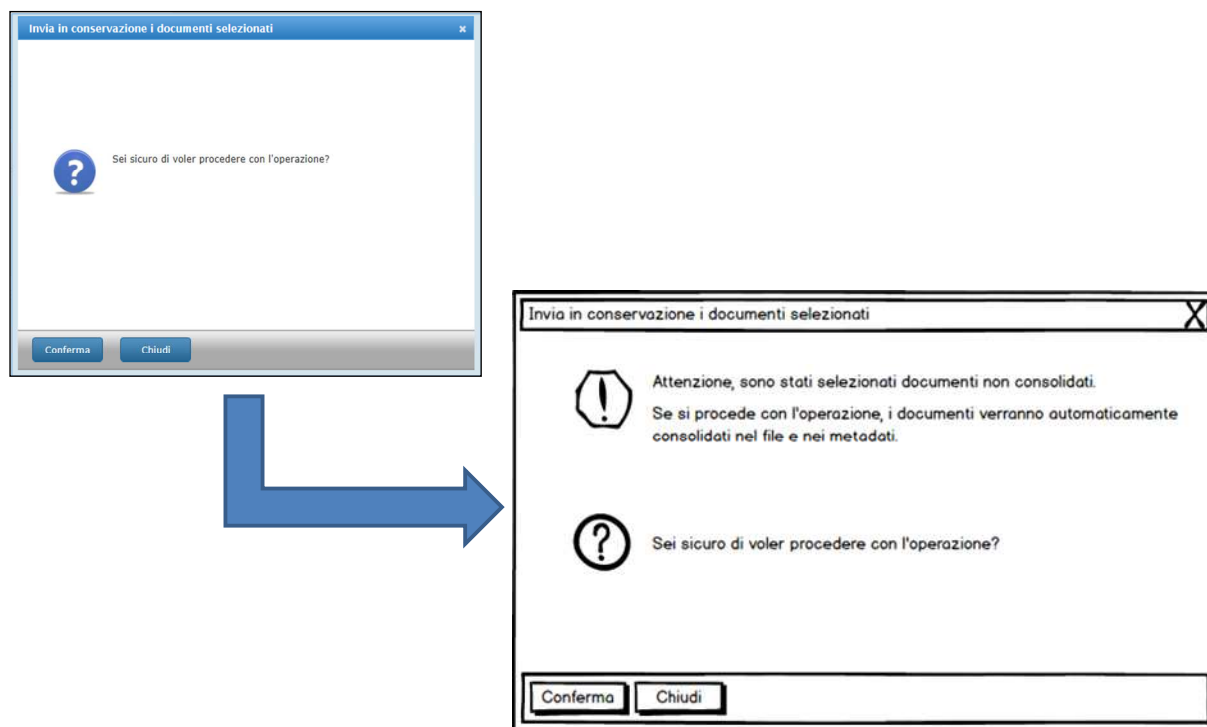 Invia in conservazione i documenti selezionati
Sei sicuro di voler procedere con l'operazione?
Conferma
Chiudi
Invia in conservazione i documenti selezionati
Attenzione, sono stati selezionati documenti non consolidati.
Se si procede con l'operazione, i documenti verranno automaticamente
consolidati nel file e nei metadati.
Sei sicuro di voler procedere con l'operazione?
Conferma
Chiudi